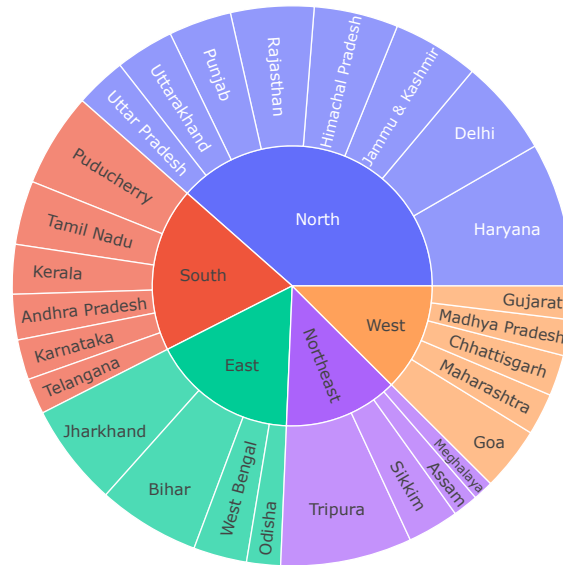 North
Haryana
Delhi
Jammu & Kashmir
Himachal Pradesh
Rajasthan
Punjab
Uttarakhand
Uttar Pradesh
South
Puducherry
Tamil Nadu
Kerala
Andhra Pradesh
Karnataka
Telangana
East
Jharkhand
Bihar
West Bengal
Odisha
Northeast
Tripura
Sikkim
Assam
Meghalaya
West
Goa
Maharashtra
Chhattisgarh
Madhya Pradesh
Gujarat